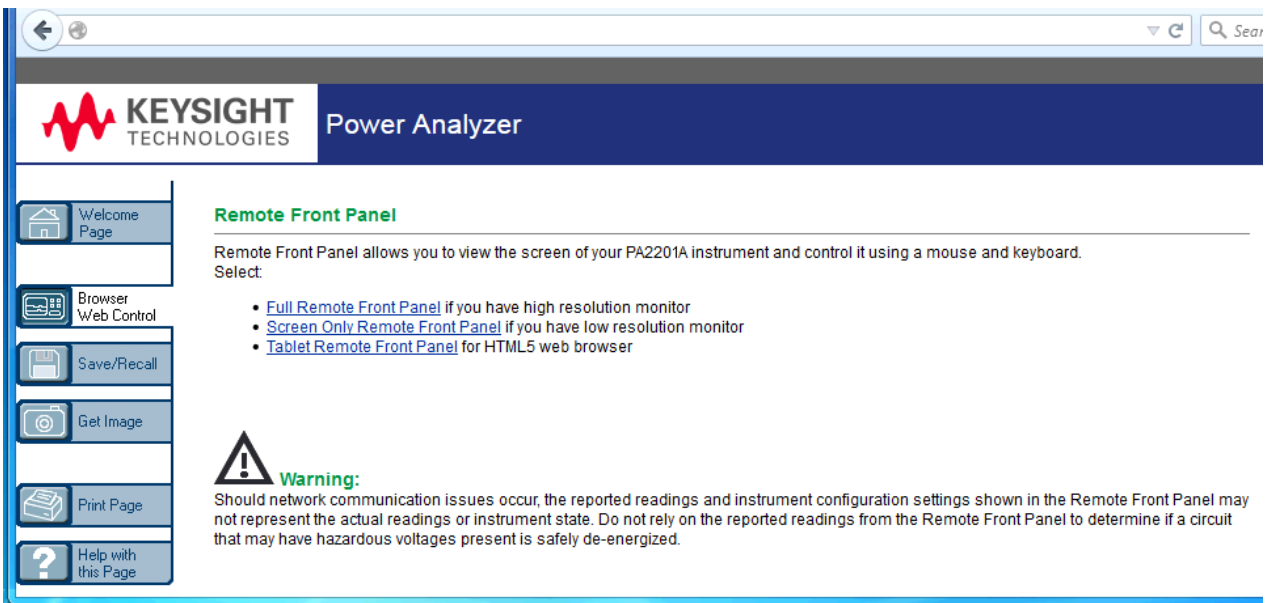 Sear
KEYSIGHT
TECHNOLOGIES
Power Analyzer
Welcome
Page
Browser
Web Control
Save/Recall
Get Image
Print Page
Help with
this Page
Remote Front Panel
Remote Front Panel allows you to view the screen of your PA2201A instrument and control it using a mouse and keyboard.
Select:
• Full Remote Front Panel if you have high resolution monitor
• Screen Only Remote Front Panel if you have low resolution monitor
• Tablet Remote Front Panel for HTML5 web browser
Warning:
Should network communication issues occur, the reported readings and instrument configuration settings shown in the Remote Front Panel may
not represent the actual readings or instrument state. Do not rely on the reported readings from the Remote Front Panel to determine if a circuit
that may have hazardous voltages present is safely de-energized.